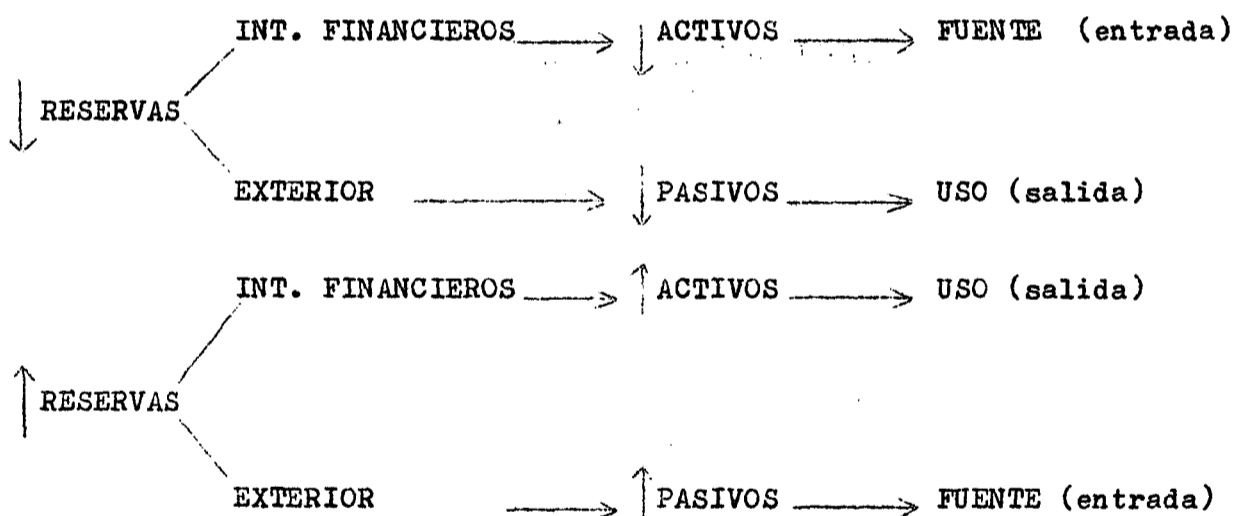 INT. FINANCIEROS ACTIVOS FUENTE (entrada)
RESERVAS
EXTERIOR PASIVOS USO (salida)
INT. FINANCIEROS ACTIVOS USO (salida)
RESERVAS
EXTERIOR PASIVOS FUENTE (entrada)